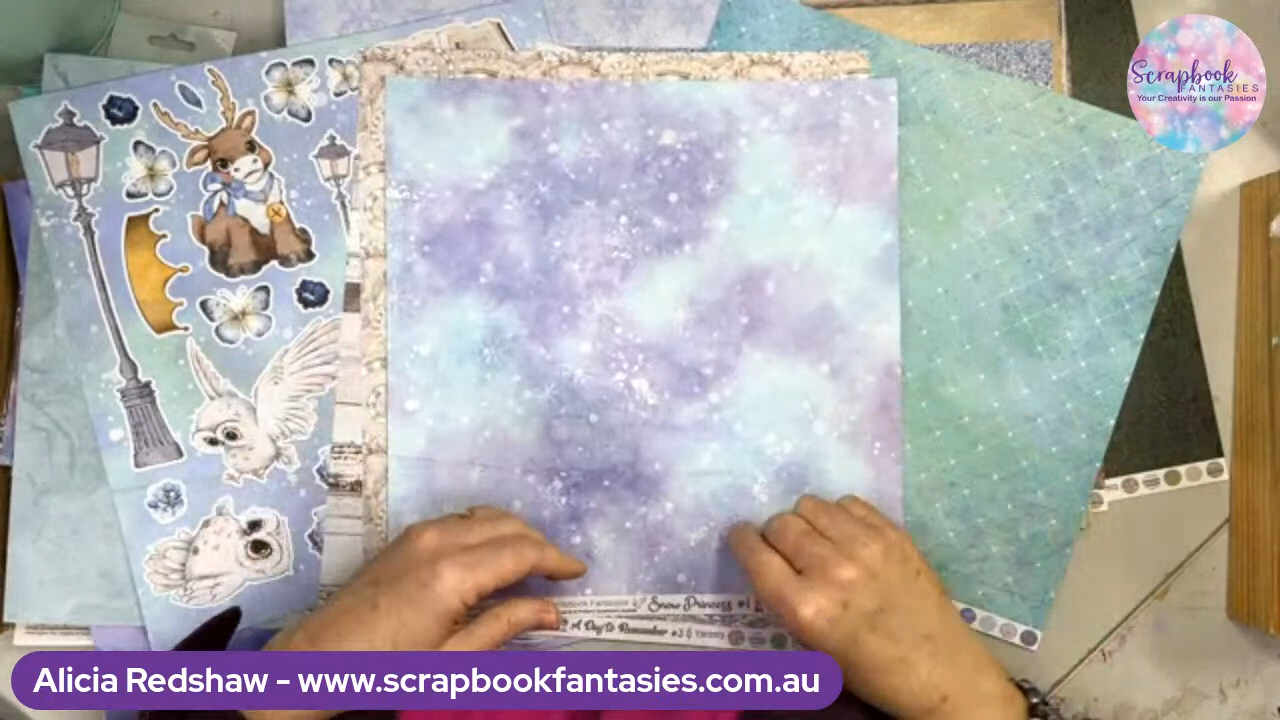 Scrapbook
FANTASIES
Your Creativity is our Passion
Snow Princess #1
A Day to Remember #3
Alicia Redshaw - www.scrapbookfantasies.com.au